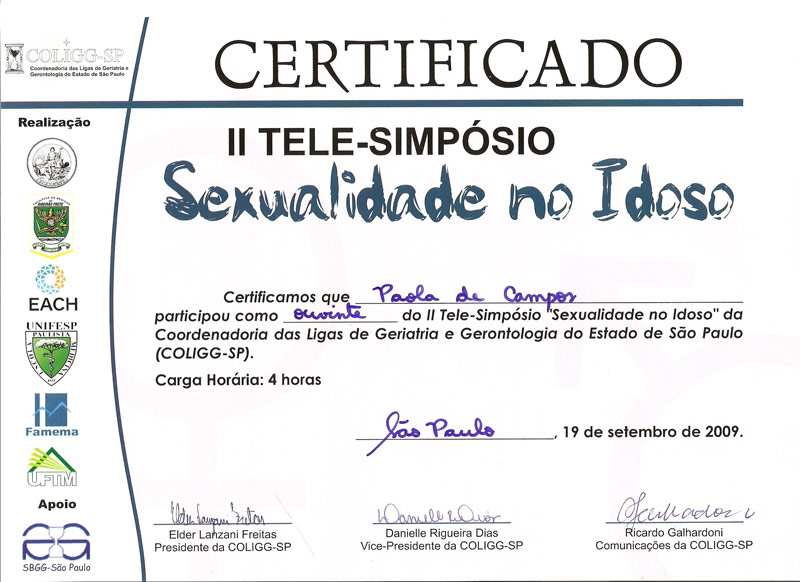 COLIGG-SP
Coordenadoria das Ligas de Geriatria e
Gerontologia do Estado de São Paulo
CERTIFICADO
II TELE-SIMPÓSIO
Sexualidade no Idoso
Realização
EACH
UNIFESP
PAULISTA
Famema
UFTM
Apoio
SBGG-São Paulo
Certificamos que Paola de Campos
participou como ouvinte do II Tele-Simpósio "Sexualidade no Idoso" da
Coordenadoria das Ligas de Geriatria e Gerontologia do Estado de São Paulo
(COLIGG-SP).
Carga Horária: 4 horas
São Paulo, 19 de setembro de 2009.
Elder Lanzani Freitas
Presidente da COLIGG-SP
Danielle Rigueira Dias
Vice-Presidente da COLIGG-SP
Ricardo Galhardoni
Comunicações da COLIGG-SP